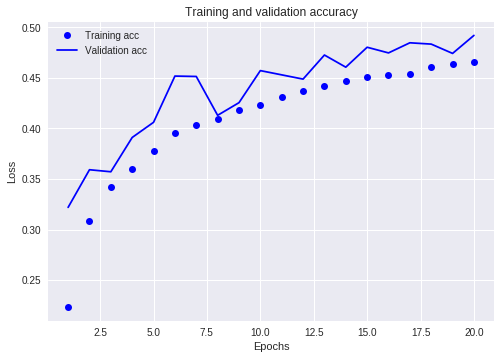 Training and validation accuracy
Training acc
Validation acc
0.50
0.45
0.40
0.35
0.30
0.25
Loss
2.5 5.0 7.5 10.0 12.5 15.0 17.5 20.0
Epochs